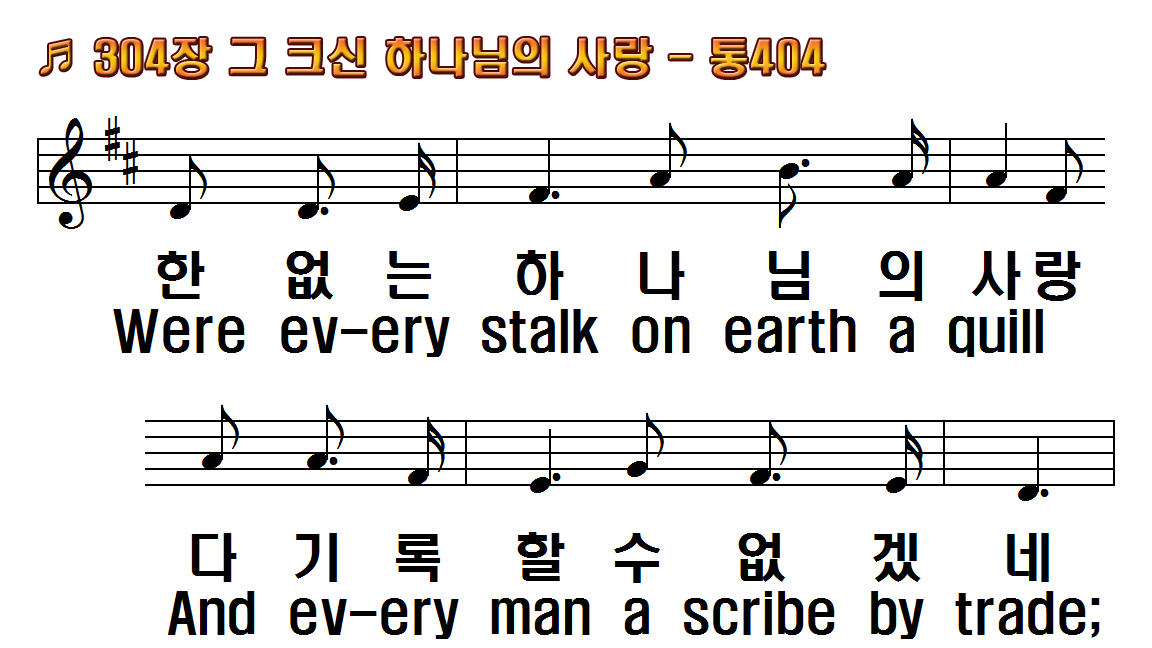 ♬ 304장 그 크신 하나님의 사랑 - 통404
한 없 는 하 나 님 의 사 랑
Were ev-ery stalk on earth a quill
다 기 록 할 수 없 겠 네
And ev-ery man a scribe by trade;